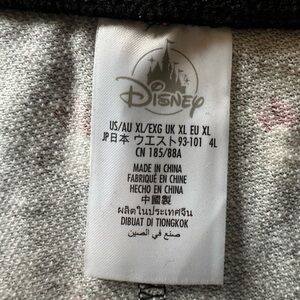 Disney
US/AU XL/EXG UK XL EU XL
JP日本 ウエスト93-101 4L
CN 185/88A
MADE IN CHINA
FABRIQUÉ EN CHINE
HECHO EN CHINA
中國製
ผลิตในประเทศจีน
DIBUAT DI TIONGKOK
صنع في الصين